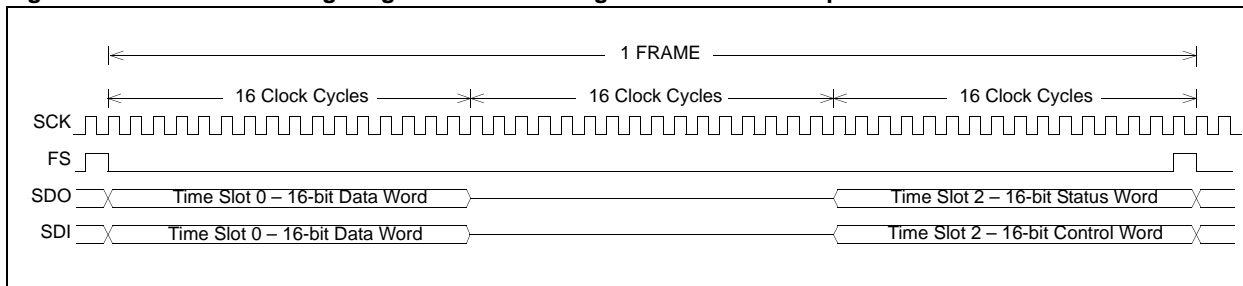 1 FRAME
16 Clock Cycles 16 Clock Cycles 16 Clock Cycles
SCK
FS
SDO Time Slot 0 – 16-bit Data Word Time Slot 2 – 16-bit Status Word
SDI Time Slot 0 – 16-bit Data Word Time Slot 2 – 16-bit Control Word